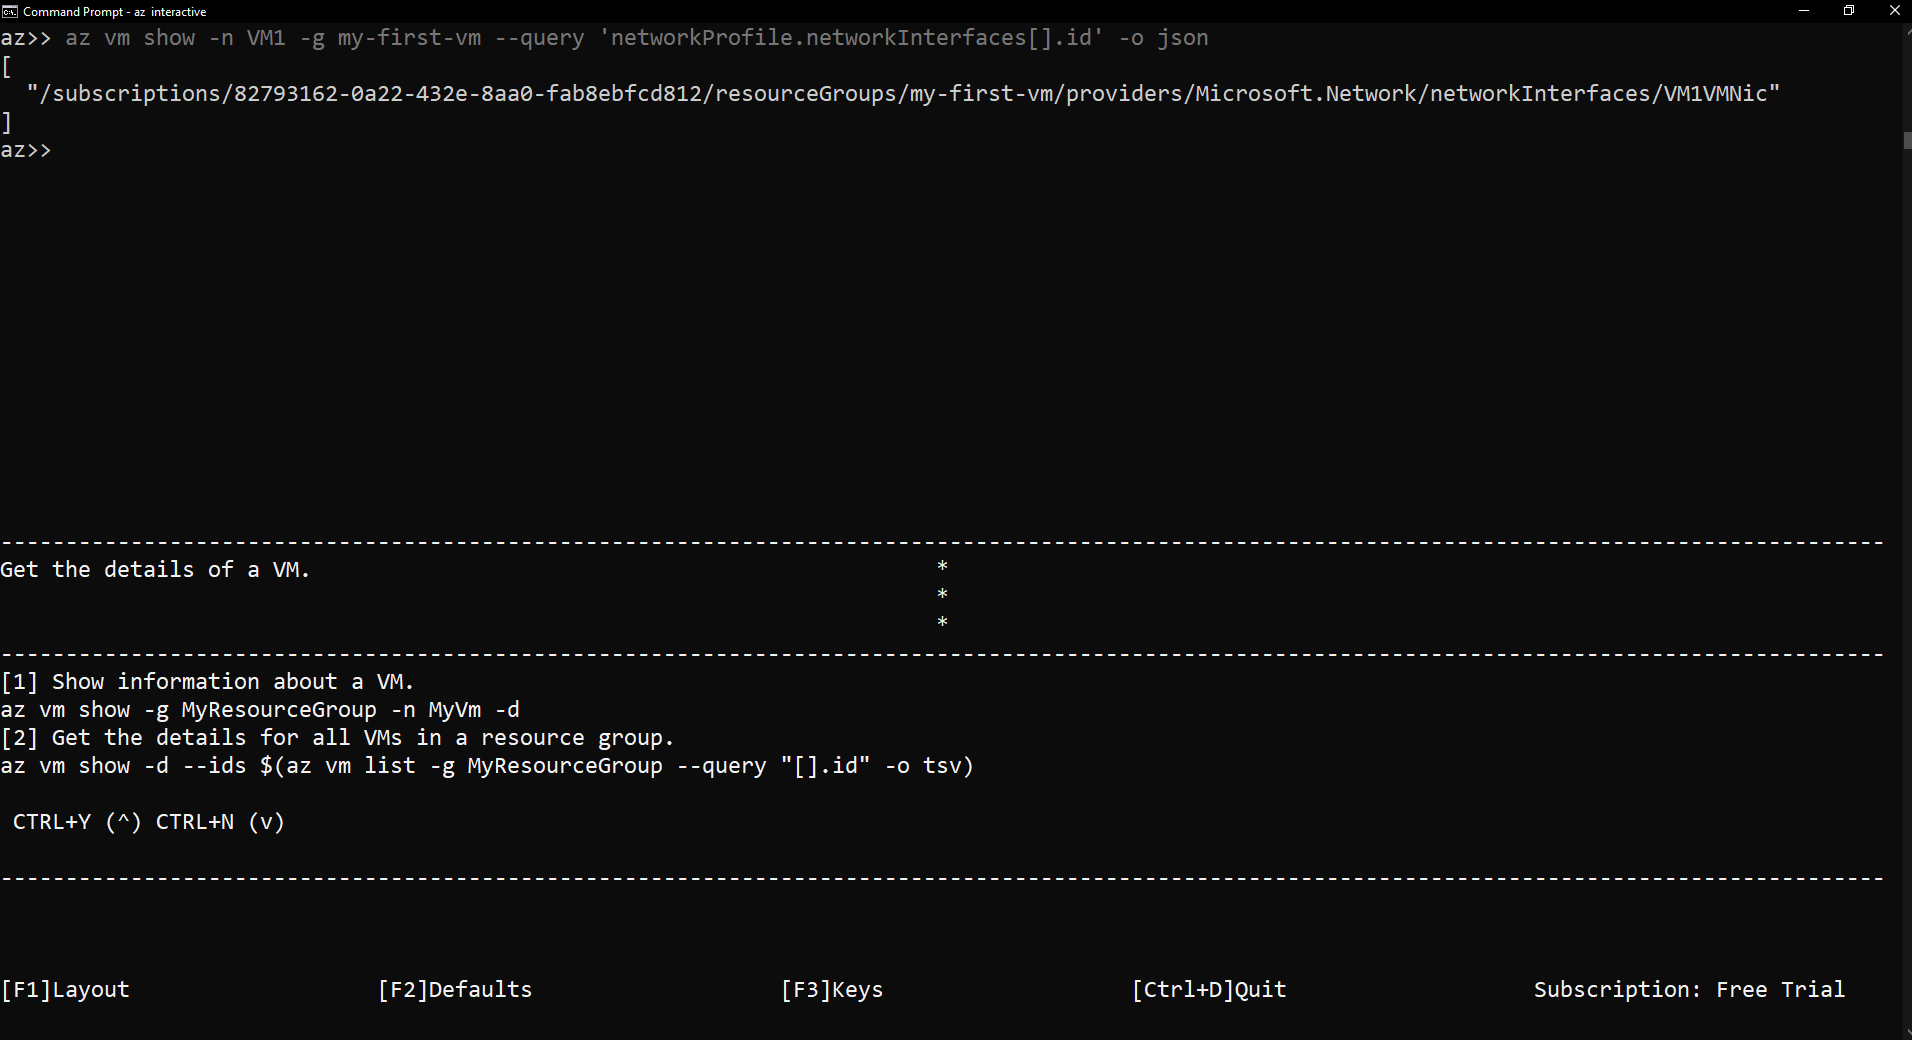 Command Prompt - az  interactive
az>> az vm show -n VM1 -g my-first-vm --query 'networkProfile.networkInterfaces[].id' -o json
[
  "/subscriptions/82793162-0a22-432e-8aa0-fab8ebfcd812/resourceGroups/my-first-vm/providers/Microsoft.Network/networkInterfaces/VM1VMNic"
]
az>>
-------------------------------------------------------------------------------------------------------------------------------------------------
Get the details of a VM. *
*
*
-------------------------------------------------------------------------------------------------------------------------------------------------
[1] Show information about a VM.
az vm show -g MyResourceGroup -n MyVm -d
[2] Get the details for all VMs in a resource group.
az vm show -d --ids $(az vm list -g MyResourceGroup --query "[].id" -o tsv)
CTRL+Y (^) CTRL+N (v)
-------------------------------------------------------------------------------------------------------------------------------------------------
[F1]Layout [F2]Defaults [F3]Keys [Ctrl+D]Quit Subscription: Free Trial